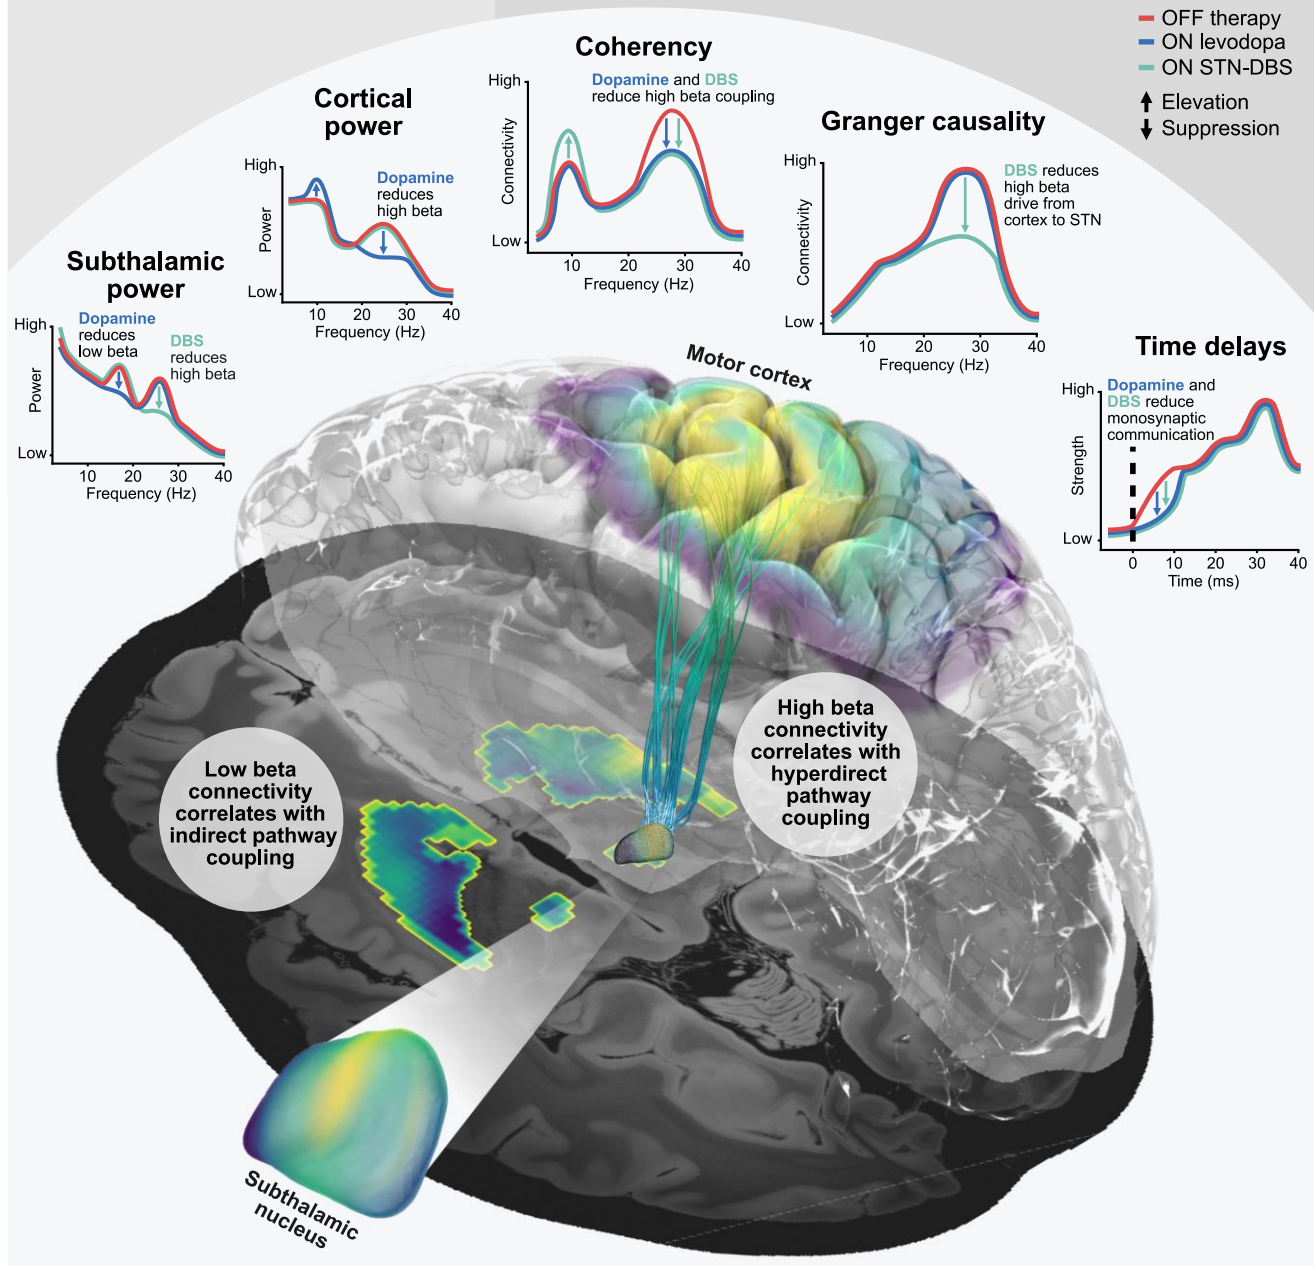 OFF therapy
ON levodopa
ON STN-DBS
Elevation
Suppression
Coherency
High
Dopamine and DBS
reduce high beta coupling
Connectivity
Low
10 20 30 40
Frequency (Hz)
Cortical
power
High
Dopamine
reduces
high beta
Power
Low
10 20 30 40
Frequency (Hz)
Granger causality
High
DBS reduces
high beta
drive from
cortex to STN
Connectivity
Low
10 20 30 40
Frequency (Hz)
Subthalamic
power
High
Dopamine
reduces
low beta
DBS
reduces
high beta
Power
Low
10 20 30 40
Frequency (Hz)
Time delays
High
Dopamine and
DBS reduce
monosynaptic
communication
Strength
Low
0 10 20 30 40
Time (ms)
Motor cortex
High beta
connectivity
correlates with
hyperdirect
pathway
coupling
Low beta
connectivity
correlates with
indirect pathway
coupling
Subthalamic
nucleus